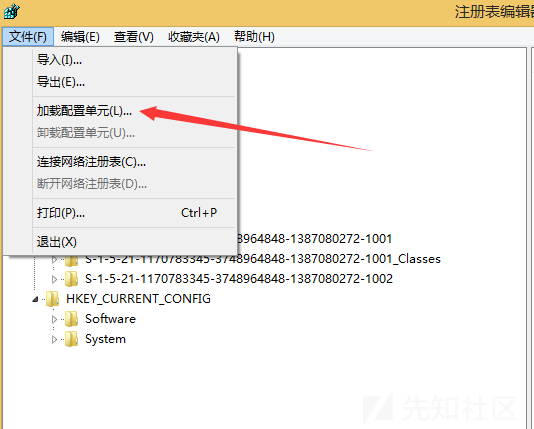 注册表编辑
文件(F) 编辑(E) 查看(V) 收藏夹(A) 帮助(H)
导入(I)...
导出(E)...
加载配置单元(L)...
卸载配置单元(U)...
连接网络注册表(C)...
断开网络注册表(D)...
打印(P)... Ctrl+P
退出(X)
-3748964848-1387080272-1001
S-1-5-21-1170783345-3748964848-1387080272-1001_Classes
S-1-5-21-1170783345-3748964848-1387080272-1002
HKEY_CURRENT_CONFIG
Software
System
先知社区